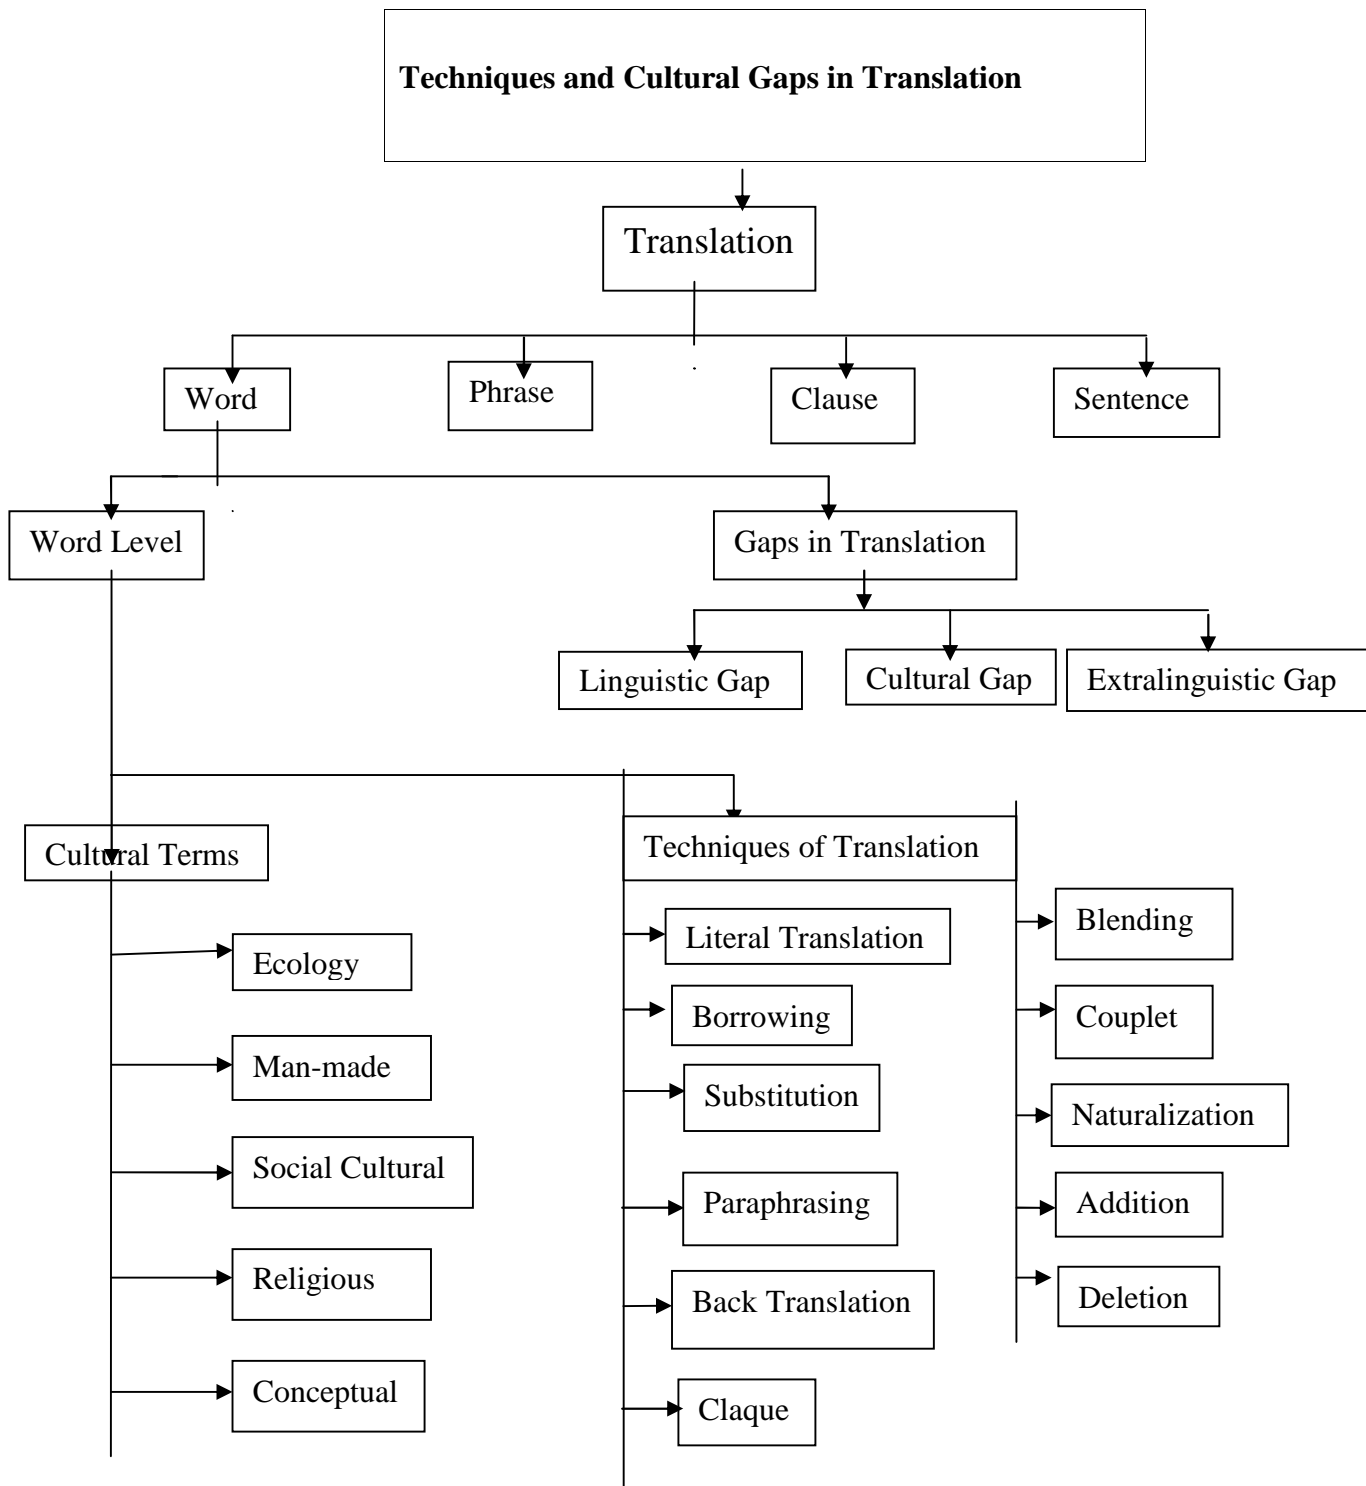 Techniques and Cultural Gaps in Translation
Translation
Word
Phrase
Clause
Sentence
Word Level
Gaps in Translation
Linguistic Gap
Cultural Gap
Extralinguistic Gap
Cultural Terms
Ecology
Man-made
Social Cultural
Religious
Conceptual
Techniques of Translation
Literal Translation
Borrowing
Substitution
Paraphrasing
Back Translation
Claque
Blending
Couplet
Naturalization
Addition
Deletion